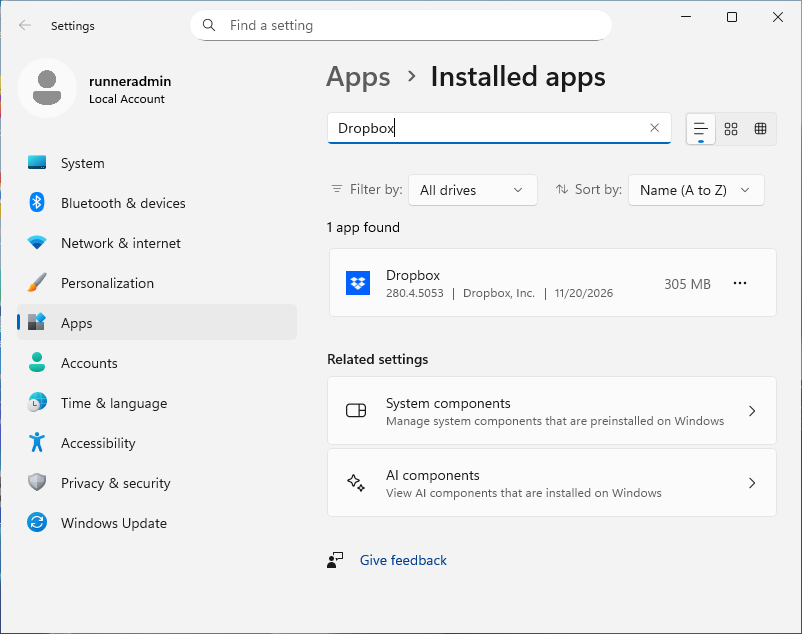 Settings
Find a setting
runneradmin
Local Account
System
Bluetooth & devices
Network & internet
Personalization
Apps
Accounts
Time & language
Accessibility
Privacy & security
Windows Update
Apps > Installed apps
Dropbox
Filter by: All drives
Sort by: Name (A to Z)
1 app found
Dropbox
280.4.5053 | Dropbox, Inc. | 11/20/2026
305 MB
Related settings
System components
Manage system components that are preinstalled on Windows
AI components
View AI components that are installed on Windows
Give feedback